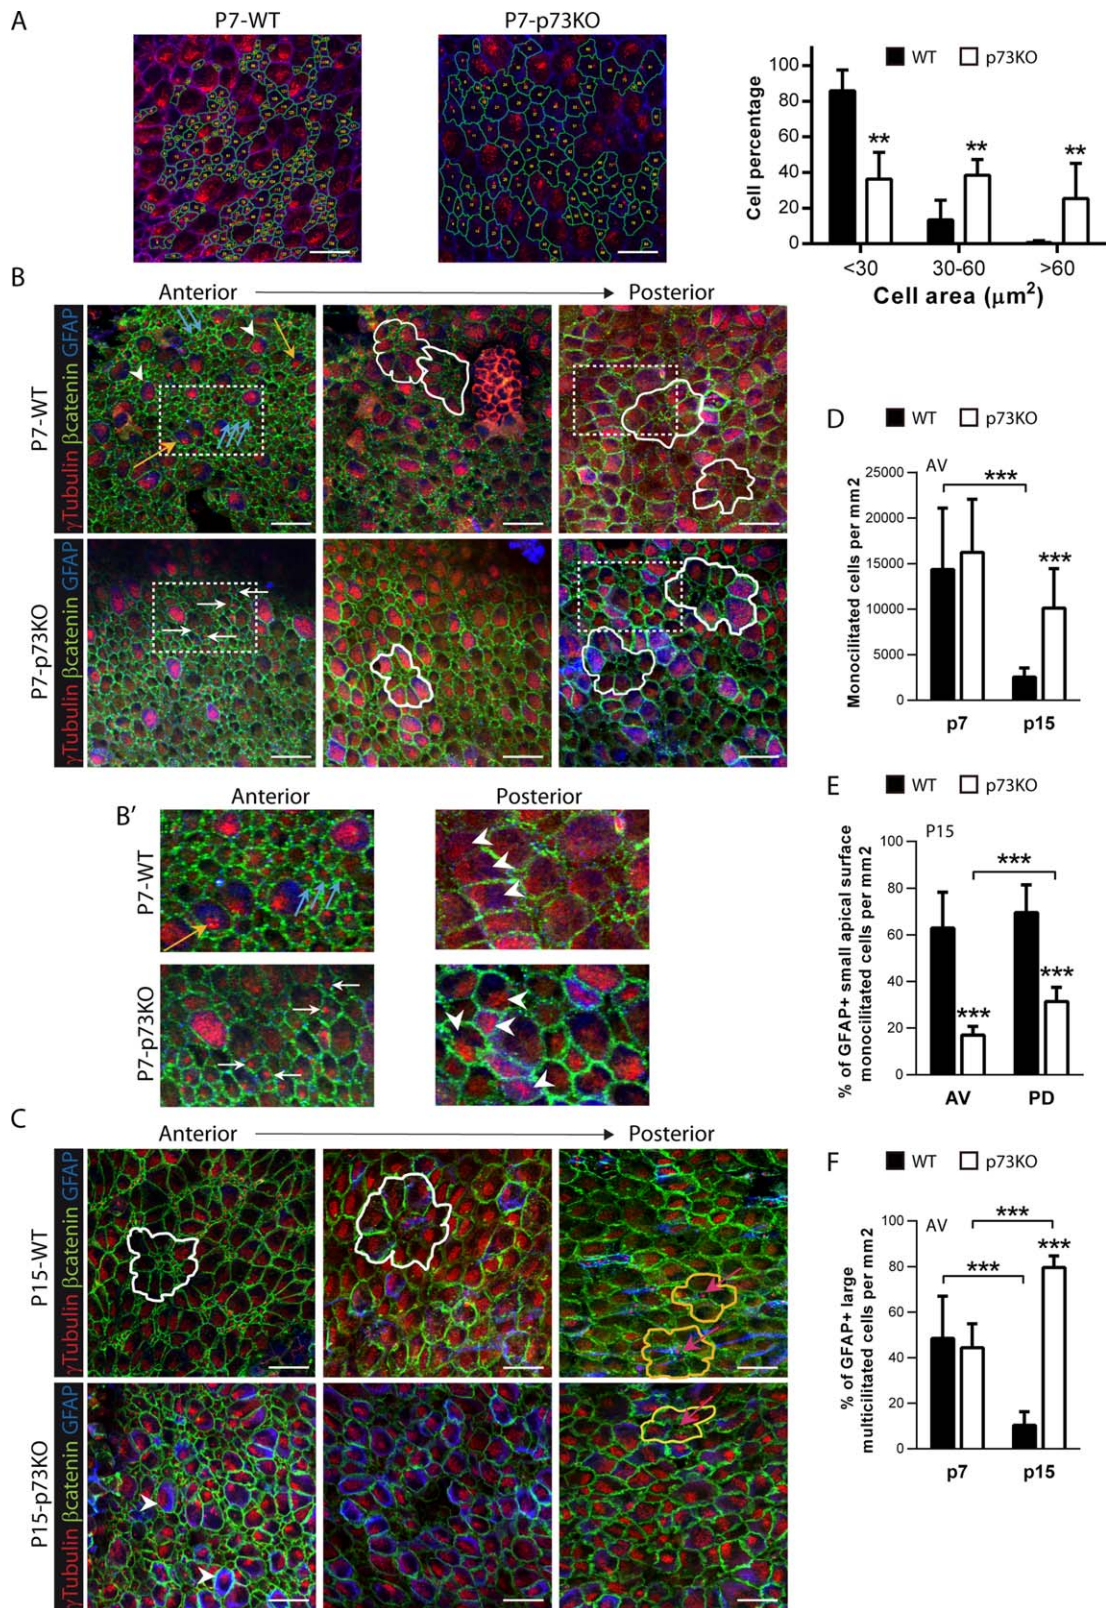 A
P7-WT
P7-p73KO
WT p73KO
Cell percentage
100
80
60
40
20
0
** ** **
<30 30-60 >60
Cell area (μm2)
B
Anterior Posterior
P7-WT
γTubulin βcatenin GFAP
P7-p73KO
γTubulin βcatenin GFAP
B'
Anterior Posterior
P7-WT
P7-p73KO
C
Anterior Posterior
P15-WT
γTubulin βcatenin GFAP
P15-p73KO
γTubulin βcatenin GFAP
D
WT p73KO
AV
Monocilitated cells per mm2
25000
20000
15000
10000
5000
0
***
***
p7 p15
E
WT p73KO
P15
% of GFAP+ small apical surface
monocilitated cells per mm2
100
80
60
40
20
0
***
***
***
AV PD
F
WT p73KO
AV
% of GFAP+ large
multicilitated cells per mm2
100
80
60
40
20
0
***
***
***
p7 p15